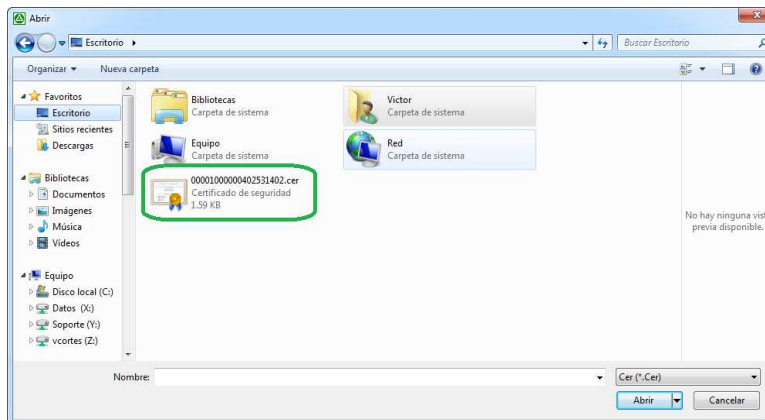 Abrir
Escritorio
Buscar Escritorio
Organizar
Nueva carpeta
Favoritos
Escritorio
Sitios recientes
Descargas
Bibliotecas
Documentos
Imágenes
Música
Vídeos
Equipo
Disco local (C:)
Datos (X:)
Soporte (Y:)
vcortes (Z:)
Bibliotecas
Carpeta de sistema
Victor
Carpeta de sistema
Equipo
Carpeta de sistema
Red
Carpeta de sistema
00001000000402531402.cer
Certificado de seguridad
1.59 KB
No hay ninguna vist
previa disponible.
Nombre:
Cer (*.Cer)
Abrir
Cancelar